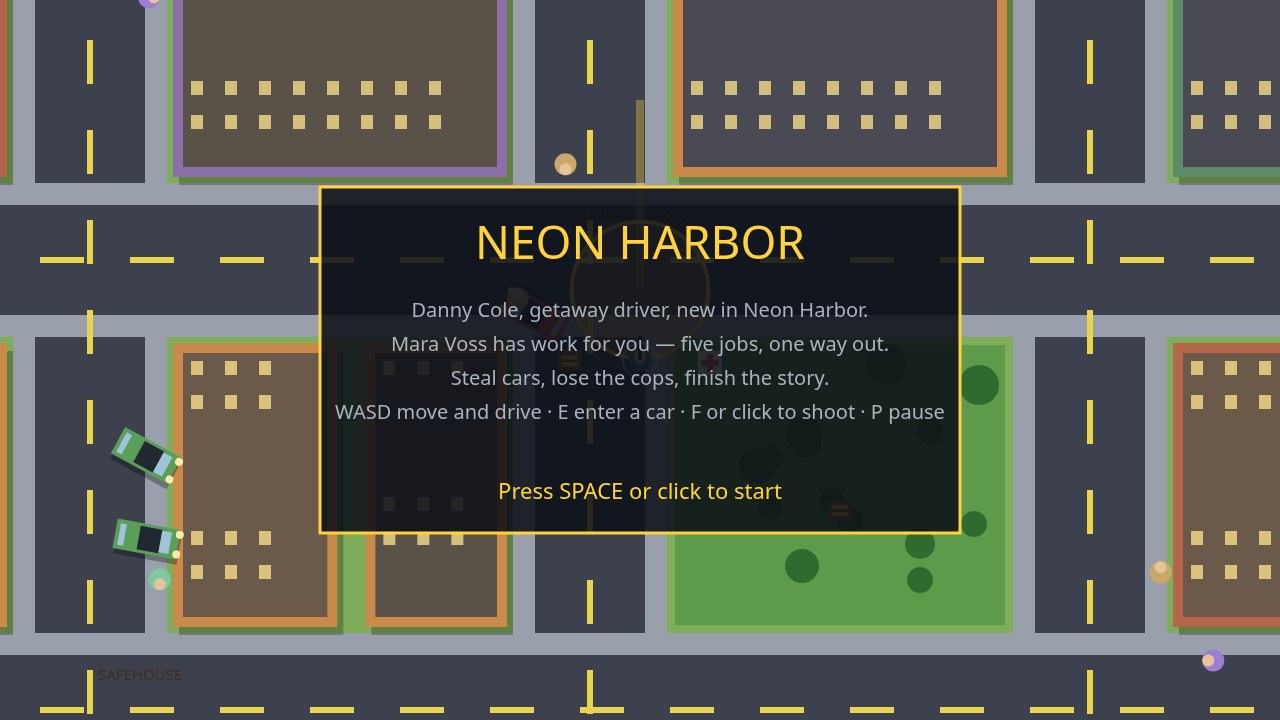 NEON HARBOR
Danny Cole, getaway driver, new in Neon Harbor.
Mara Voss has work for you — five jobs, one way out.
Steal cars, lose the cops, finish the story.
WASD move and drive · E enter a car · F or click to shoot · P pause
Press SPACE or click to start
SAFEHOUSE